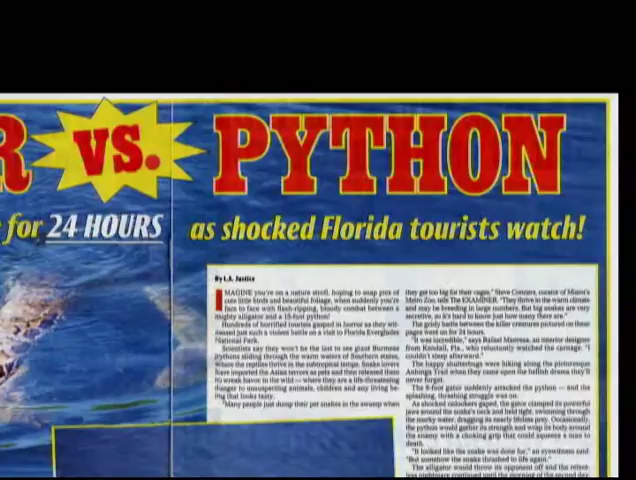 R VS. PYTHON
for 24 HOURS as shocked Florida tourists watch!
By L.A. Justice
IMAGINE you're on a nature stroll, hoping to snap pics of
cute little birds and beautiful foliage, when suddenly you're
face to face with flesh-ripping, bloody combat between a
mighty alligator and a 15-foot python!
Hundreds of horrified tourists gasped in horror as they wit-
nessed just such a violent battle on a visit to Florida Everglades
National Park.
Scientists say they won't be the last to see giant Burmese
pythons sliding through the warm waters of Southern states,
where the reptiles thrive in the subtropical temps. Snake lovers
have imported the Asian terrors as pets and then released them
to wreak havoc in the wild — where they are a life-threatening
danger to unsuspecting animals, children and any living be-
ing that looks tasty.
"Many people just dump their pet snakes in the swamp when
they get too big for their cages," Steve Conners, curator of Miami's
Metro Zoo, tells The EXAMINER. "They thrive in the warm climate
and may be breeding in large numbers. But big snakes are very
secretive, so it's hard to know just how many there are."
The grisly battle between the killer creatures pictured on these
pages went on for 24 hours.
"It was incredible," says Rafael Maressa, an interior designer
from Kendall, Fla., who reluctantly watched the carnage. "I
couldn't sleep afterward."
The happy shutterbugs were hiking along the picturesque
Anhinga Trail when they came upon the hellish drama they'll
never forget.
The 8-foot gator suddenly attacked the python — and the
splashing, thrashing struggle was on.
As shocked onlookers gaped, the gator clamped its powerful
jaws around the snake's neck and held tight, swimming through
the murky water, dragging its nearly lifeless prey. Occasionally,
the python would gather its strength and wrap its body around
the enemy with a choking grip that could squeeze a man to
death.
"It looked like the snake was done for," an eyewitness said.
"But somehow the snake thrashed to life again."
The alligator would throw its opponent off and the relent-
less nightmare continued until the morning of the second day